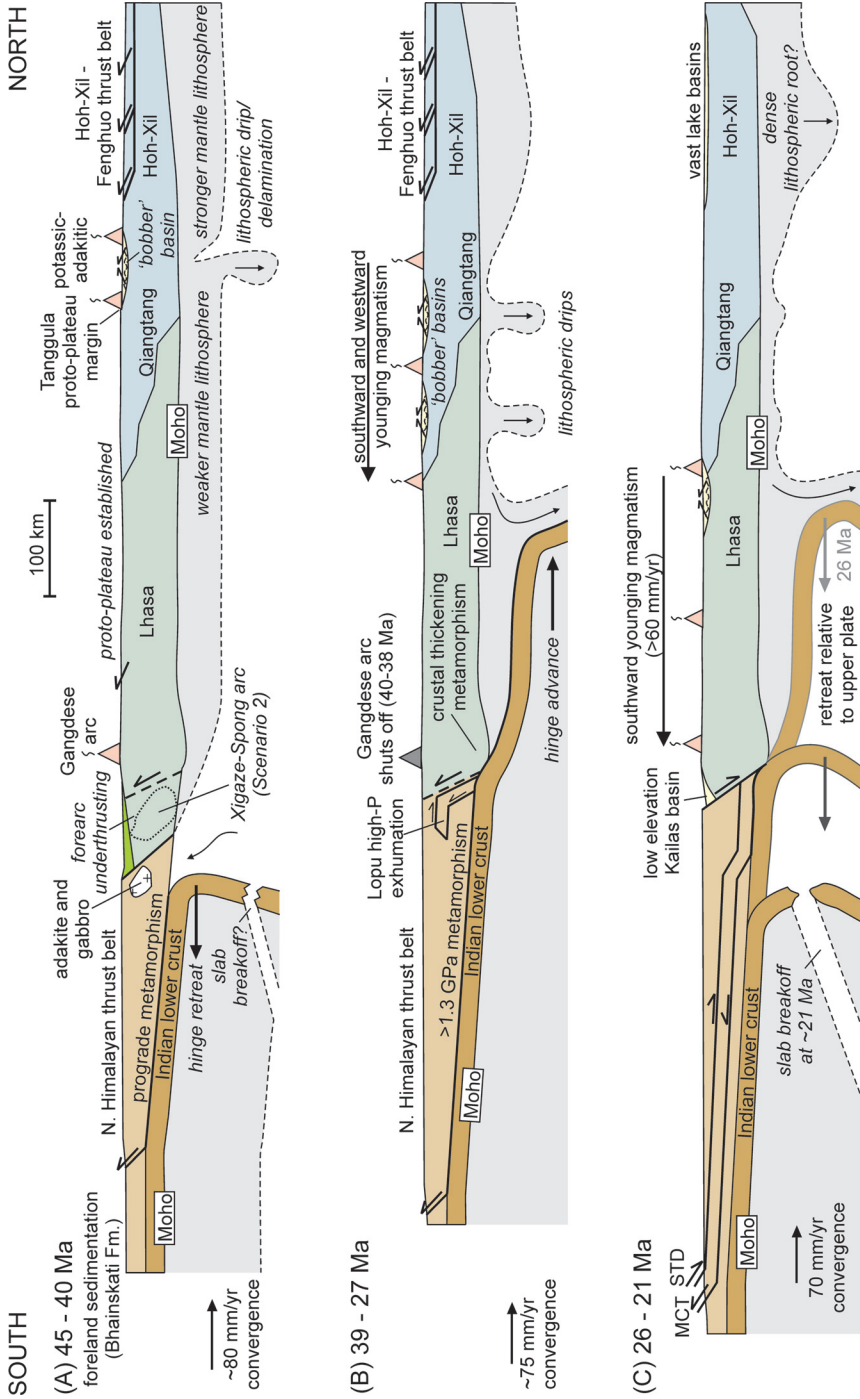 SOUTH
NORTH
(A) 45 - 40 Ma
foreland sedimentation
(Bhainskati Fm.)
N. Himalayan thrust belt
adakite and
gabbro
forearc
underthrusting
Gangdese
arc
proto-plateau established
100 km
Tanggula
proto-plateau
margin
potassic-
adakitic
'bobber'
basin
Hoh-Xil -
Fenghuo thrust belt
Hoh-Xil
Qiangtang
Lhasa
Moho
Moho
prograde metamorphism
Indian lower crust
hinge retreat
slab
breakoff?
Xigaze-Spong arc
(Scenario 2)
weaker mantle lithosphere
stronger mantle lithosphere
lithospheric drip/
delamination
~80 mm/yr
convergence
(B) 39 - 27 Ma
N. Himalayan thrust belt
Lopu high-P
exhumation
Gangdese arc
shuts off (40-38 Ma)
crustal thickening
metamorphism
southward and westward
younging magmatism
'bobber' basins
Hoh-Xil -
Fenghuo thrust belt
Hoh-Xil
Qiangtang
Lhasa
Moho
Moho
>1.3 GPa metamorphism
Indian lower crust
hinge advance
lithospheric drips
~75 mm/yr
convergence
(C) 26 - 21 Ma
MCT
STD
low elevation
Kailas basin
southward younging magmatism
(>60 mm/yr)
vast lake basins
Hoh-Xil
Qiangtang
Lhasa
Moho
Moho
Indian lower crust
slab breakoff
at ~21 Ma
26 Ma
retreat relative
to upper plate
dense
lithospheric root?
70 mm/yr
convergence